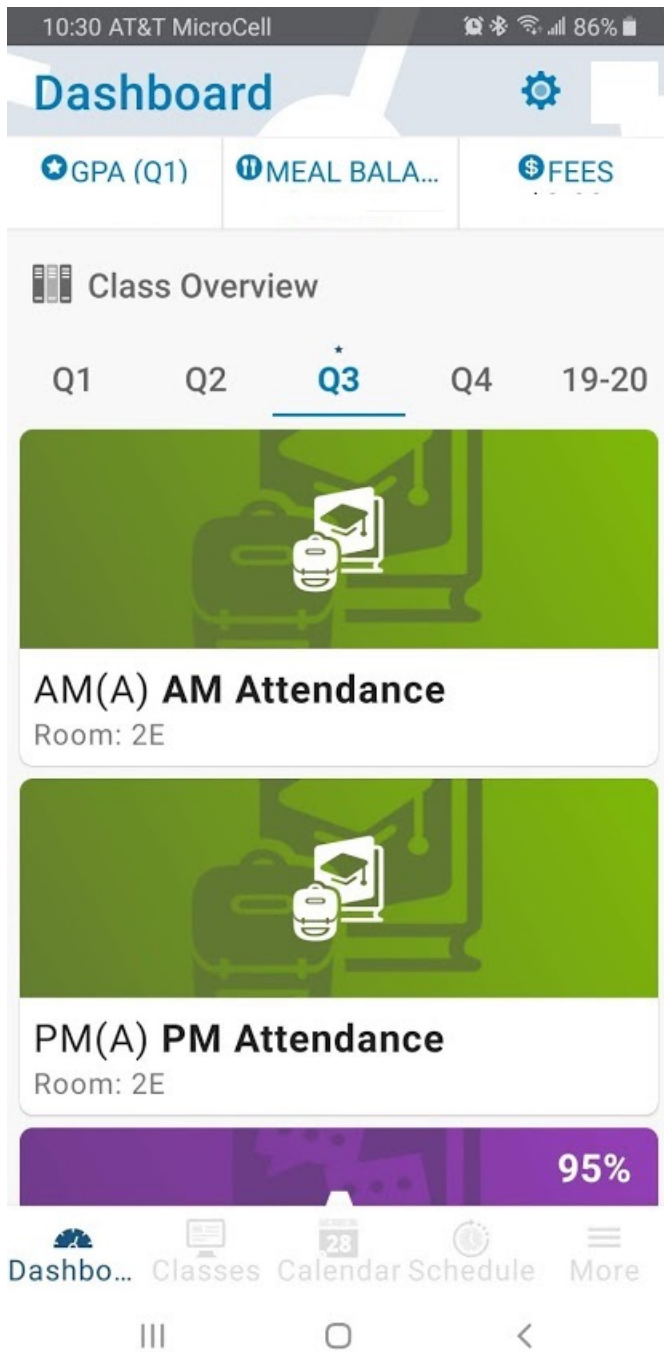 10:30 AT&T MicroCell 86%
Dashboard
GPA (Q1) MEAL BALA... FEES
Class Overview
Q1 Q2 Q3 Q4 19-20
AM(A) AM Attendance
Room: 2E
PM(A) PM Attendance
Room: 2E
95%
28
Dashbo... Classes Calendar Schedule More